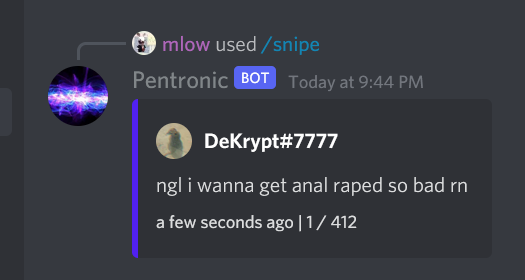 mlow used /snipe
Pentronic BOT Today at 9:44 PM
DeKrypt#7777
ngl i wanna get anal raped so bad rn
a few seconds ago | 1 / 412